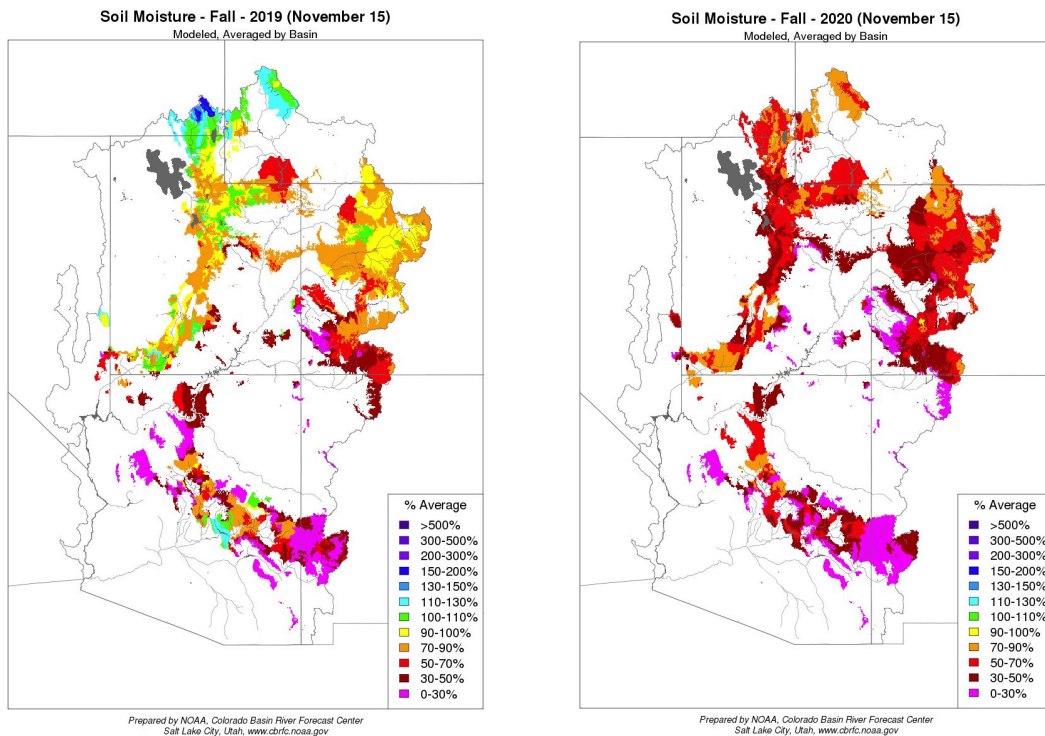 Soil Moisture - Fall - 2019 (November 15)
Modeled, Averaged by Basin
% Average
>500%
300-500%
200-300%
150-200%
130-150%
110-130%
100-110%
90-100%
70-90%
50-70%
30-50%
0-30%
Prepared by NOAA, Colorado Basin River Forecast Center
Salt Lake City, Utah, www.cbrfc.noaa.gov
Soil Moisture - Fall - 2020 (November 15)
Modeled, Averaged by Basin
% Average
>500%
300-500%
200-300%
150-200%
130-150%
110-130%
100-110%
90-100%
70-90%
50-70%
30-50%
0-30%
Prepared by NOAA, Colorado Basin River Forecast Center
Salt Lake City, Utah, www.cbrfc.noaa.gov